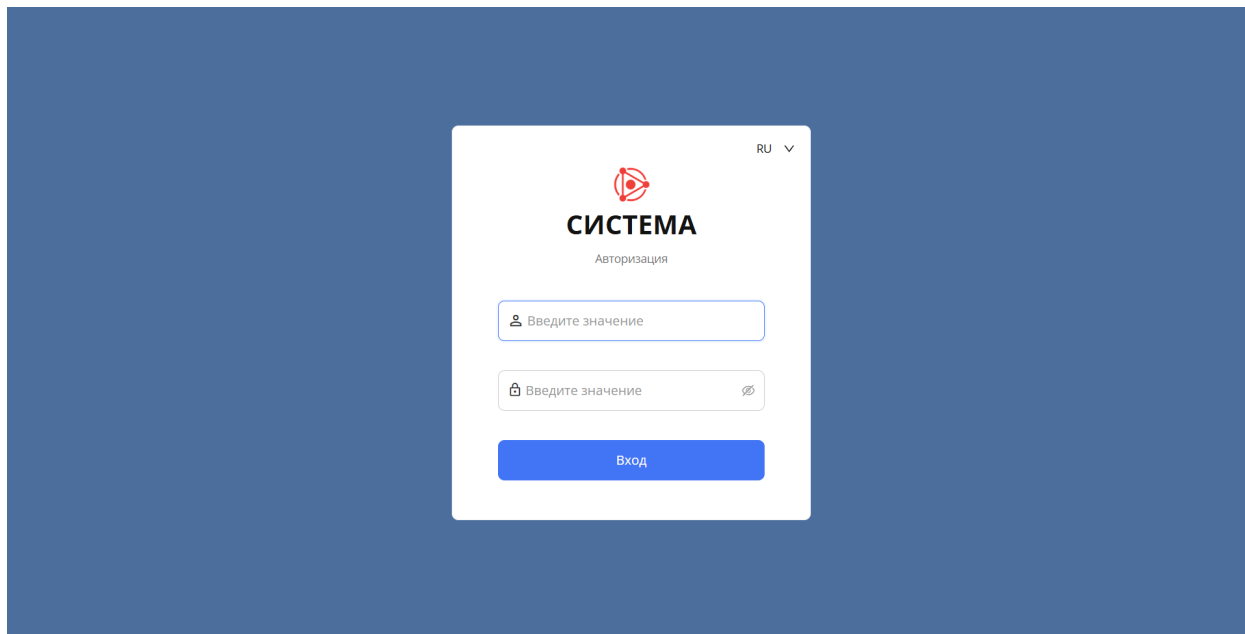 RU
СИСТЕМА
Авторизация
Введите значение
Введите значение
Вход